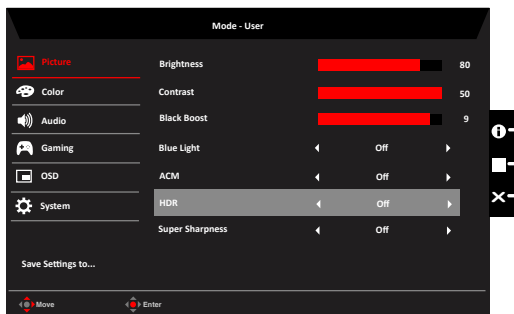 Mode - User
Picture
Color
Audio
Gaming
OSD
System
Save Settings to...
Brightness 80
Contrast 50
Black Boost 9
Blue Light Off
ACM Off
HDR Off
Super Sharpness Off
Move Enter